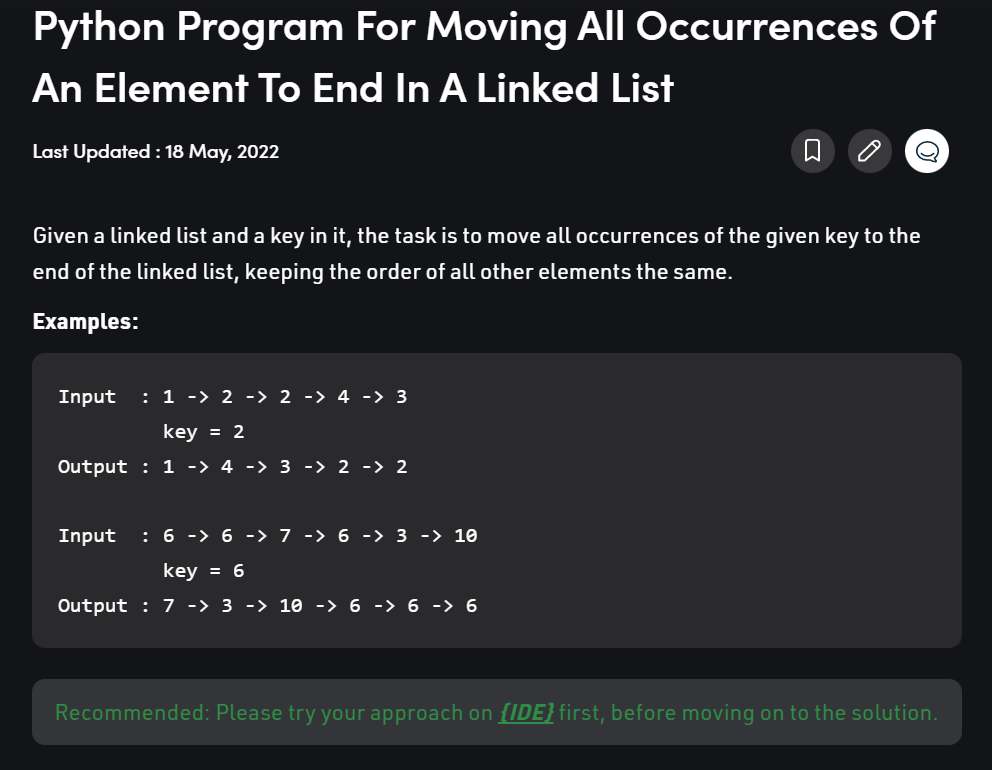 Python Program For Moving All Occurrences Of
An Element To End In A Linked List
Last Updated : 18 May, 2022
Given a linked list and a key in it, the task is to move all occurrences of the given key to the
end of the linked list, keeping the order of all other elements the same.
Examples:
Input  : 1 -> 2 -> 2 -> 4 -> 3
         key = 2
Output : 1 -> 4 -> 3 -> 2 -> 2
Input  : 6 -> 6 -> 7 -> 6 -> 3 -> 10
         key = 6
Output : 7 -> 3 -> 10 -> 6 -> 6 -> 6
Recommended: Please try your approach on {IDE} first, before moving on to the solution.